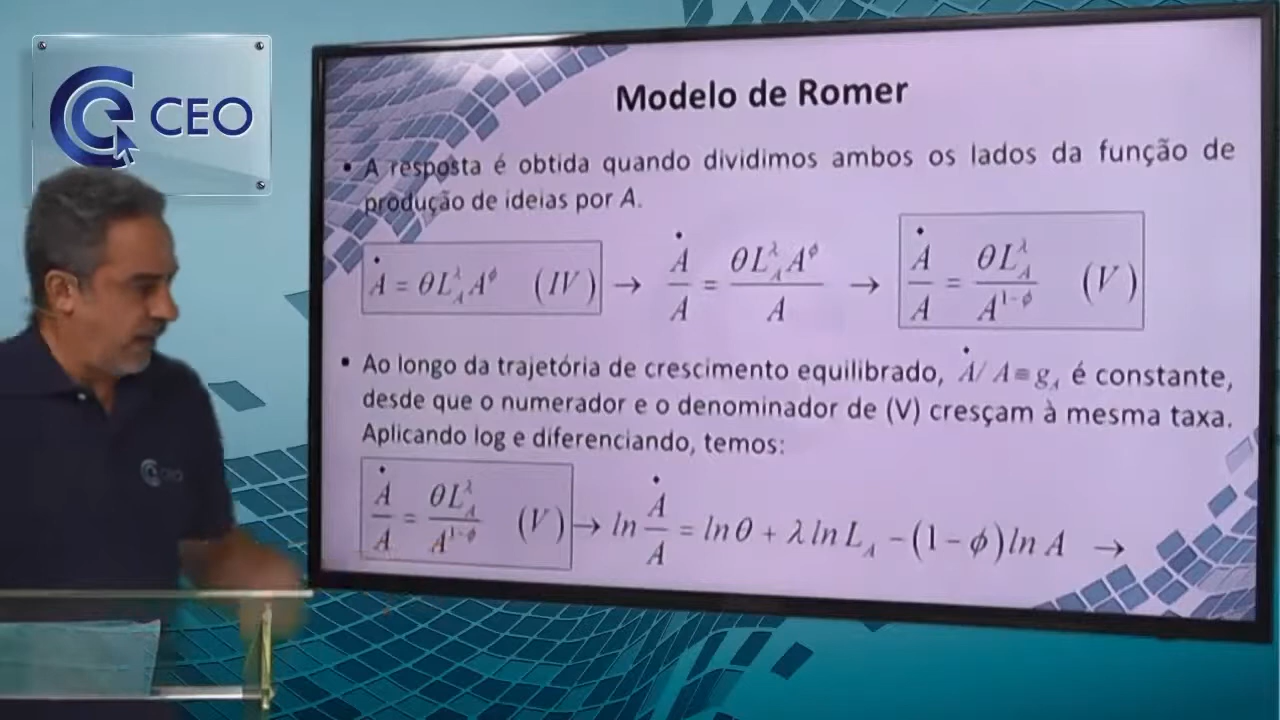 CEO
Modelo de Romer
• A resposta é obtida quando dividimos ambos os lados da função de
produção de ideias por A.
Ȧ = θL_A^λ A^ϕ (IV) → Ȧ/A = θL_A^λ A^ϕ / A → Ȧ/A = θL_A^λ / A^(1-ϕ) (V)
• Ao longo da trajetória de crescimento equilibrado, Ȧ/A ≡ g_A é constante,
desde que o numerador e o denominador de (V) cresçam à mesma taxa.
Aplicando log e diferenciando, temos:
Ȧ/A = θL_A^λ / A^(1-ϕ) (V) → ln Ȧ/A = lnθ + λ ln L_A − (1−ϕ) ln A →
CEO